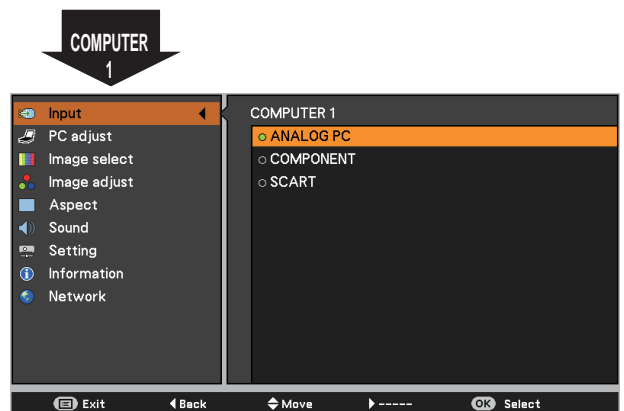 COMPUTER
1
Input
PC adjust
Image select
Image adjust
Aspect
Sound
Setting
Information
Network
COMPUTER 1
ANALOG PC
COMPONENT
SCART
Exit Back Move ----- OK Select